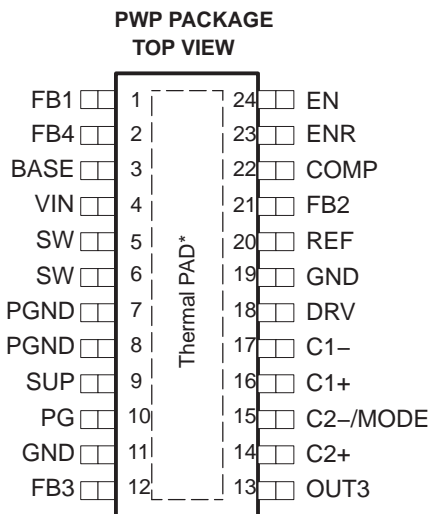 PWP PACKAGE
TOP VIEW
FB1 1 24 EN
FB4 2 23 ENR
BASE 3 22 COMP
VIN 4 21 FB2
SW 5 20 REF
SW 6 19 GND
PGND 7 18 DRV
PGND 8 17 C1−
SUP 9 16 C1+
PG 10 15 C2−/MODE
GND 11 14 C2+
FB3 12 13 OUT3
Thermal PAD*